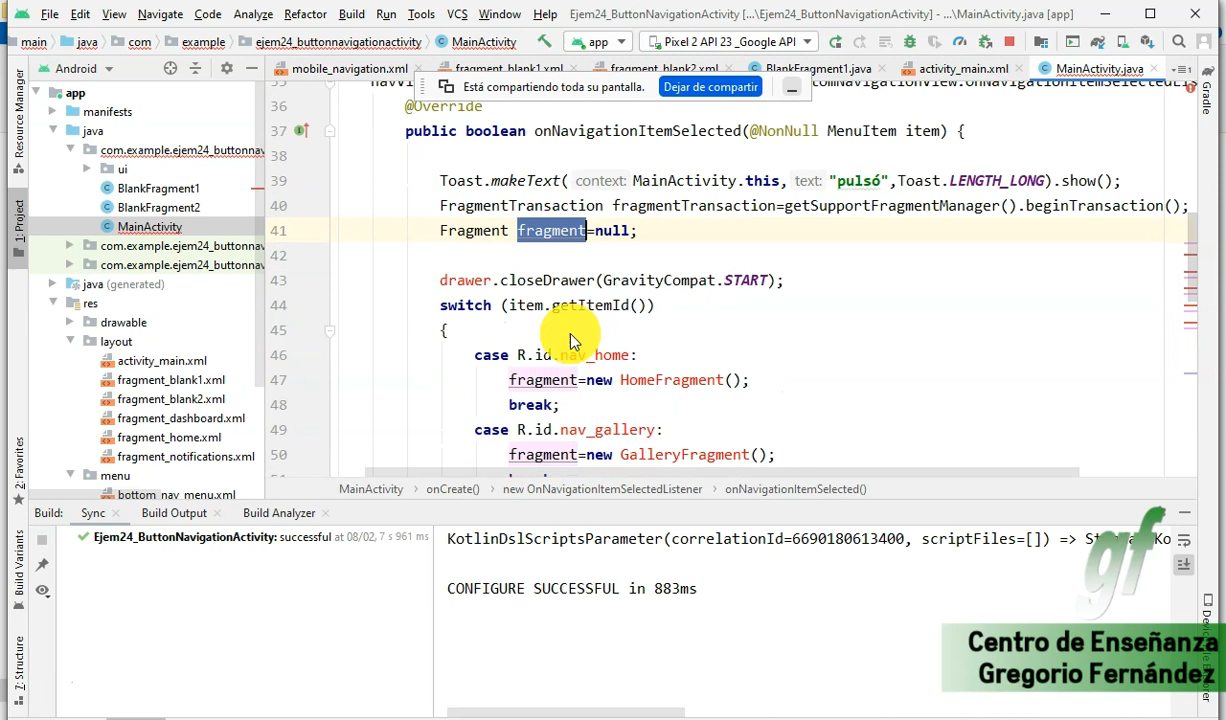 File Edit View Navigate Code Analyze Refactor Build Run Tools VCS Window Help Ejem24_ButtonNavigationActivity [...\Ejem24_ButtonNavigationActivity] - ...\MainActivity.java [app]
main java com example ejem24_buttonnavigationactivity MainActivity app Pixel 2 API 23 _Google API
Android mobile_navigation.xml fragment_blank1.xml fragment_blank2.xml BlankFragment1.java activity_main.xml MainActivity.java
Está compartiendo toda su pantalla. Dejar de compartir
Resource Manager
1: Project
2: Favorites
Build Variants
7: Structure
Gradle
app
manifests
java
com.example.ejem24_buttonnav
ui
BlankFragment1
BlankFragment2
MainActivity
com.example.ejem24_buttonnav
com.example.ejem24_buttonnav
java (generated)
res
drawable
layout
activity_main.xml
fragment_blank1.xml
fragment_blank2.xml
fragment_dashboard.xml
fragment_home.xml
fragment_notifications.xml
menu
bottom_nav_menu.xml
36 @Override
37 public boolean onNavigationItemSelected(@NonNull MenuItem item) {
38
39 Toast.makeText( context: MainActivity.this, text: "pulsó",Toast.LENGTH_LONG).show();
40 FragmentTransaction fragmentTransaction=getSupportFragmentManager().beginTransaction();
41 Fragment fragment=null;
42
43 drawer.closeDrawer(GravityCompat.START);
44 switch (item.getItemId())
45 {
46 case R.id.nav_home:
47 fragment=new HomeFragment();
48 break;
49 case R.id.nav_gallery:
50 fragment=new GalleryFragment();
MainActivity › onCreate() › new OnNavigationItemSelectedListener › onNavigationItemSelected()
Build: Sync Build Output Build Analyzer
Ejem24_ButtonNavigationActivity: successful at 08/02, 7 s 961 ms
KotlinDslScriptsParameter(correlationId=6690180613400, scriptFiles=[]) =>
CONFIGURE SUCCESSFUL in 883ms
gf
Centro de Enseñanza
Gregorio Fernández